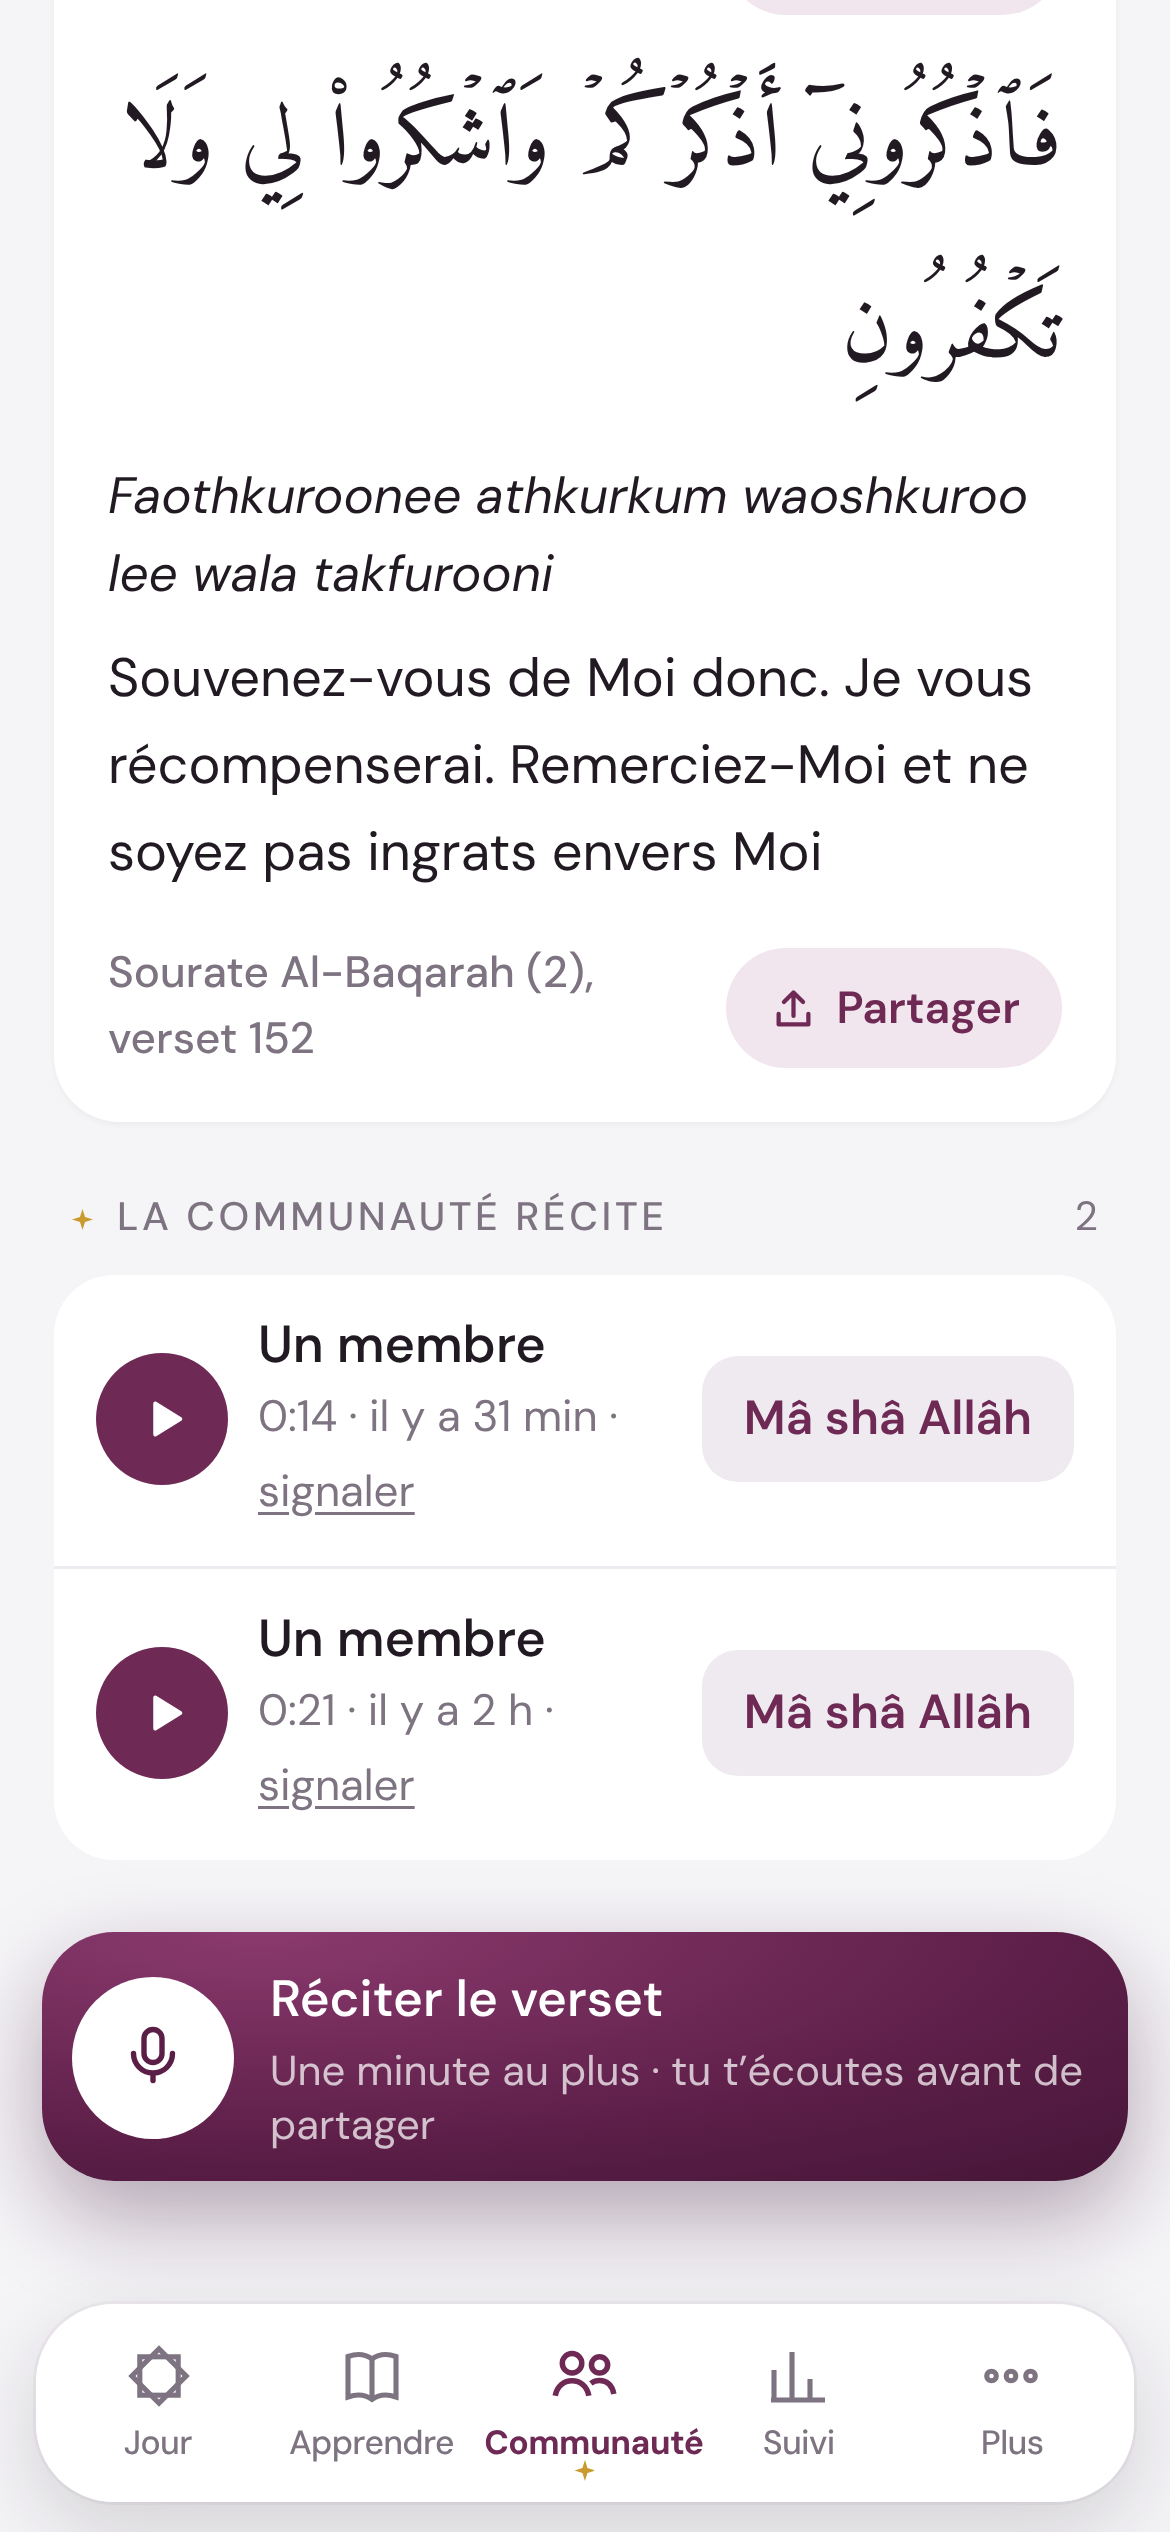 فَٱذۡكُرُونِيٓ أَذۡكُرۡكُمۡ وَٱشۡكُرُواْ لِي وَلَا
تَكۡفُرُونِ
Faothkuroonee athkurkum waoshkuroo
lee wala takfurooni
Souvenez-vous de Moi donc. Je vous
récompenserai. Remerciez-Moi et ne
soyez pas ingrats envers Moi
Sourate Al-Baqarah (2),
verset 152
Partager
LA COMMUNAUTÉ RÉCITE
2
Un membre
0:14 · il y a 31 min ·
signaler
Mâ shâ Allâh
Un membre
0:21 · il y a 2 h ·
signaler
Mâ shâ Allâh
Réciter le verset
Une minute au plus · tu t’écoutes avant de
partager
Jour
Apprendre
Communauté
Suivi
Plus